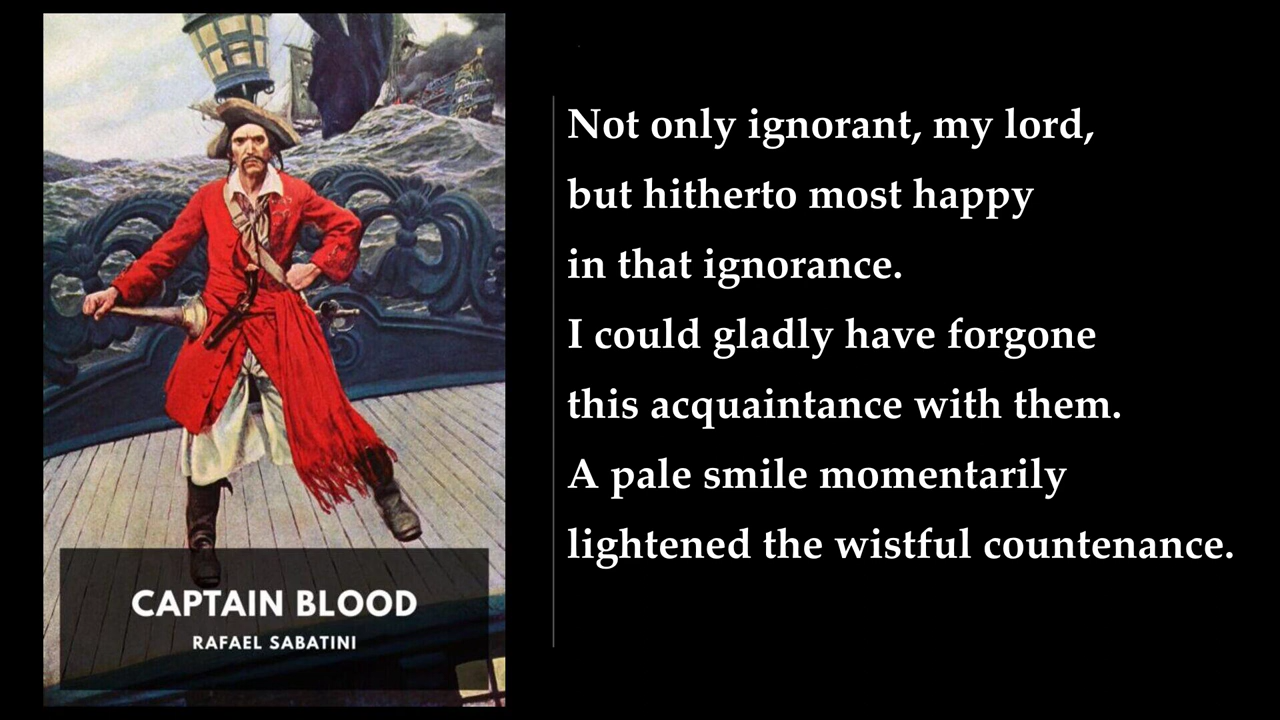 CAPTAIN BLOOD
RAFAEL SABATINI
Not only ignorant, my lord,
but hitherto most happy
in that ignorance.
I could gladly have forgone
this acquaintance with them.
A pale smile momentarily
lightened the wistful countenance.